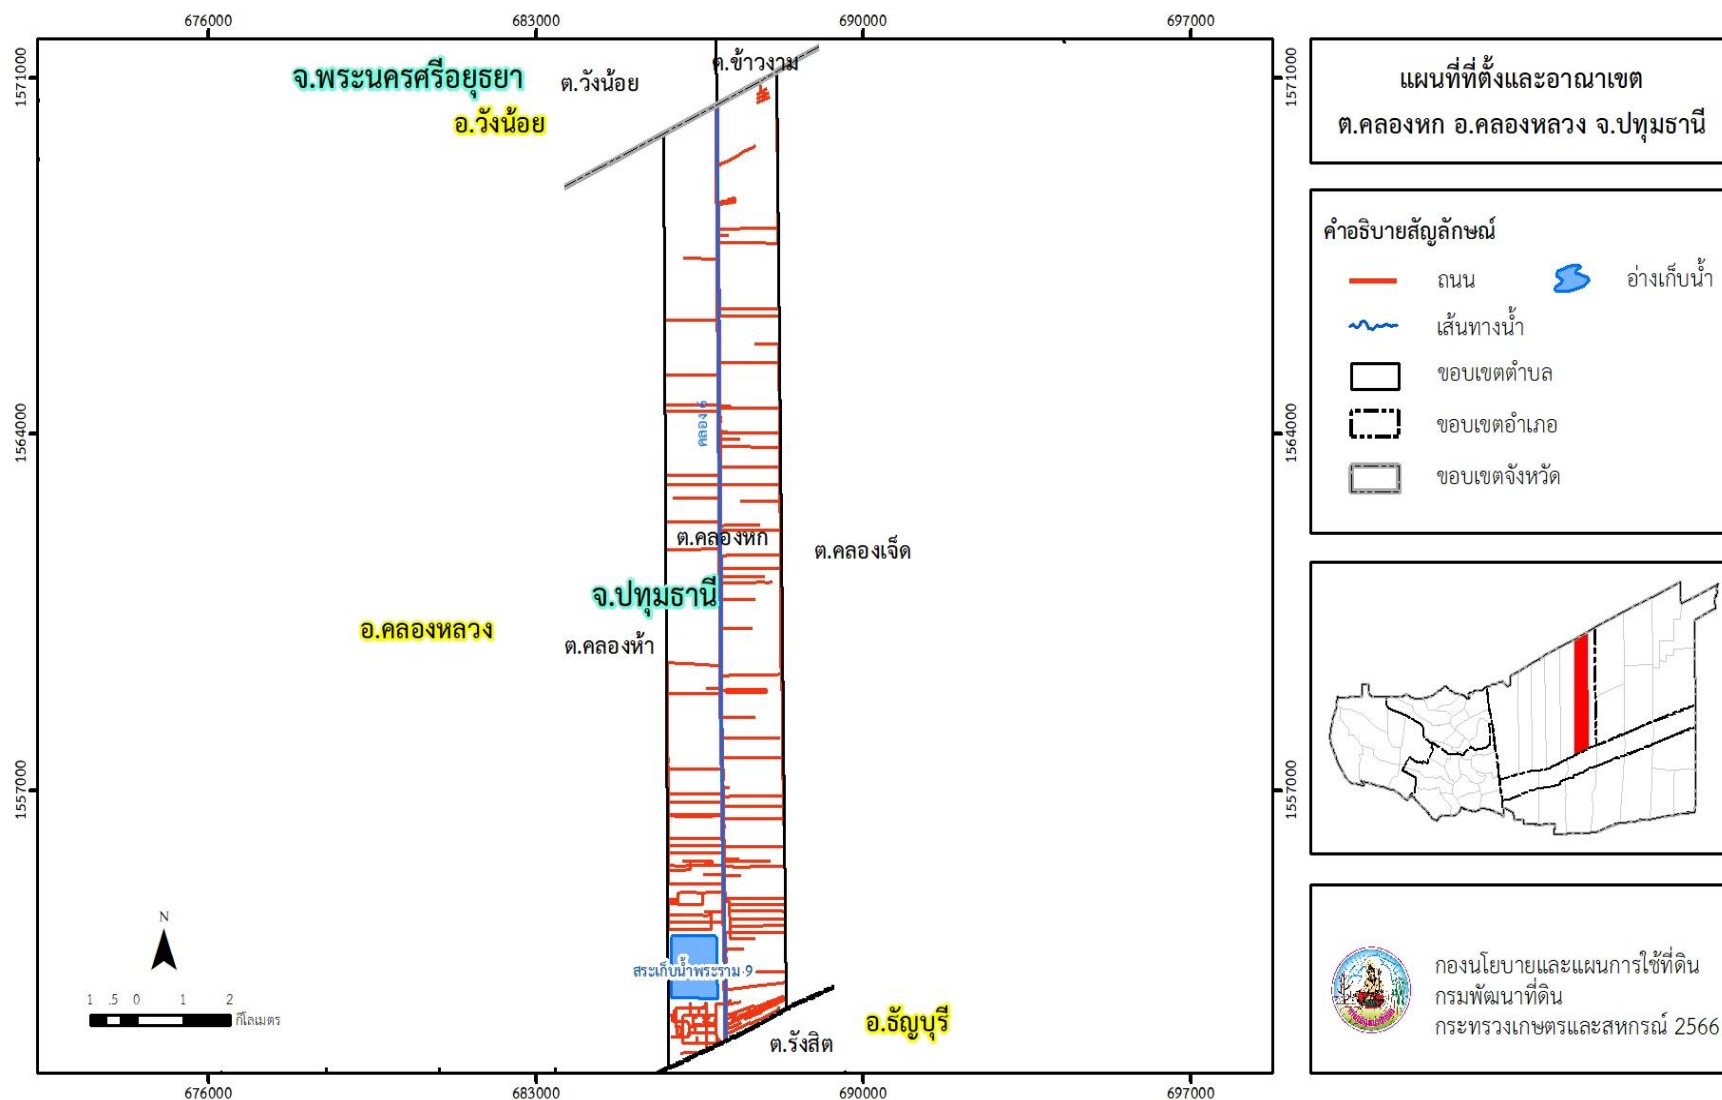 676000
683000
690000
697000
1571000
1564000
1557000
1571000
1564000
1557000
676000
683000
690000
697000
จ.พระนครศรีอยุธยา
อ.วังน้อย
ต.วังน้อย
ต.ข้าวงาม
คลอง 6
ต.คลองหก
ต.คลองเจ็ด
จ.ปทุมธานี
อ.คลองหลวง
ต.คลองห้า
สระเก็บน้ำพระราม 9
อ.ธัญบุรี
ต.รังสิต
N
1 .5 0 1 2
กิโลเมตร
แผนที่ที่ตั้งและอาณาเขต
ต.คลองหก อ.คลองหลวง จ.ปทุมธานี
คำอธิบายสัญลักษณ์
ถนน
อ่างเก็บน้ำ
เส้นทางน้ำ
ขอบเขตตำบล
ขอบเขตอำเภอ
ขอบเขตจังหวัด
กองนโยบายและแผนการใช้ที่ดิน
กรมพัฒนาที่ดิน
กระทรวงเกษตรและสหกรณ์ 2566